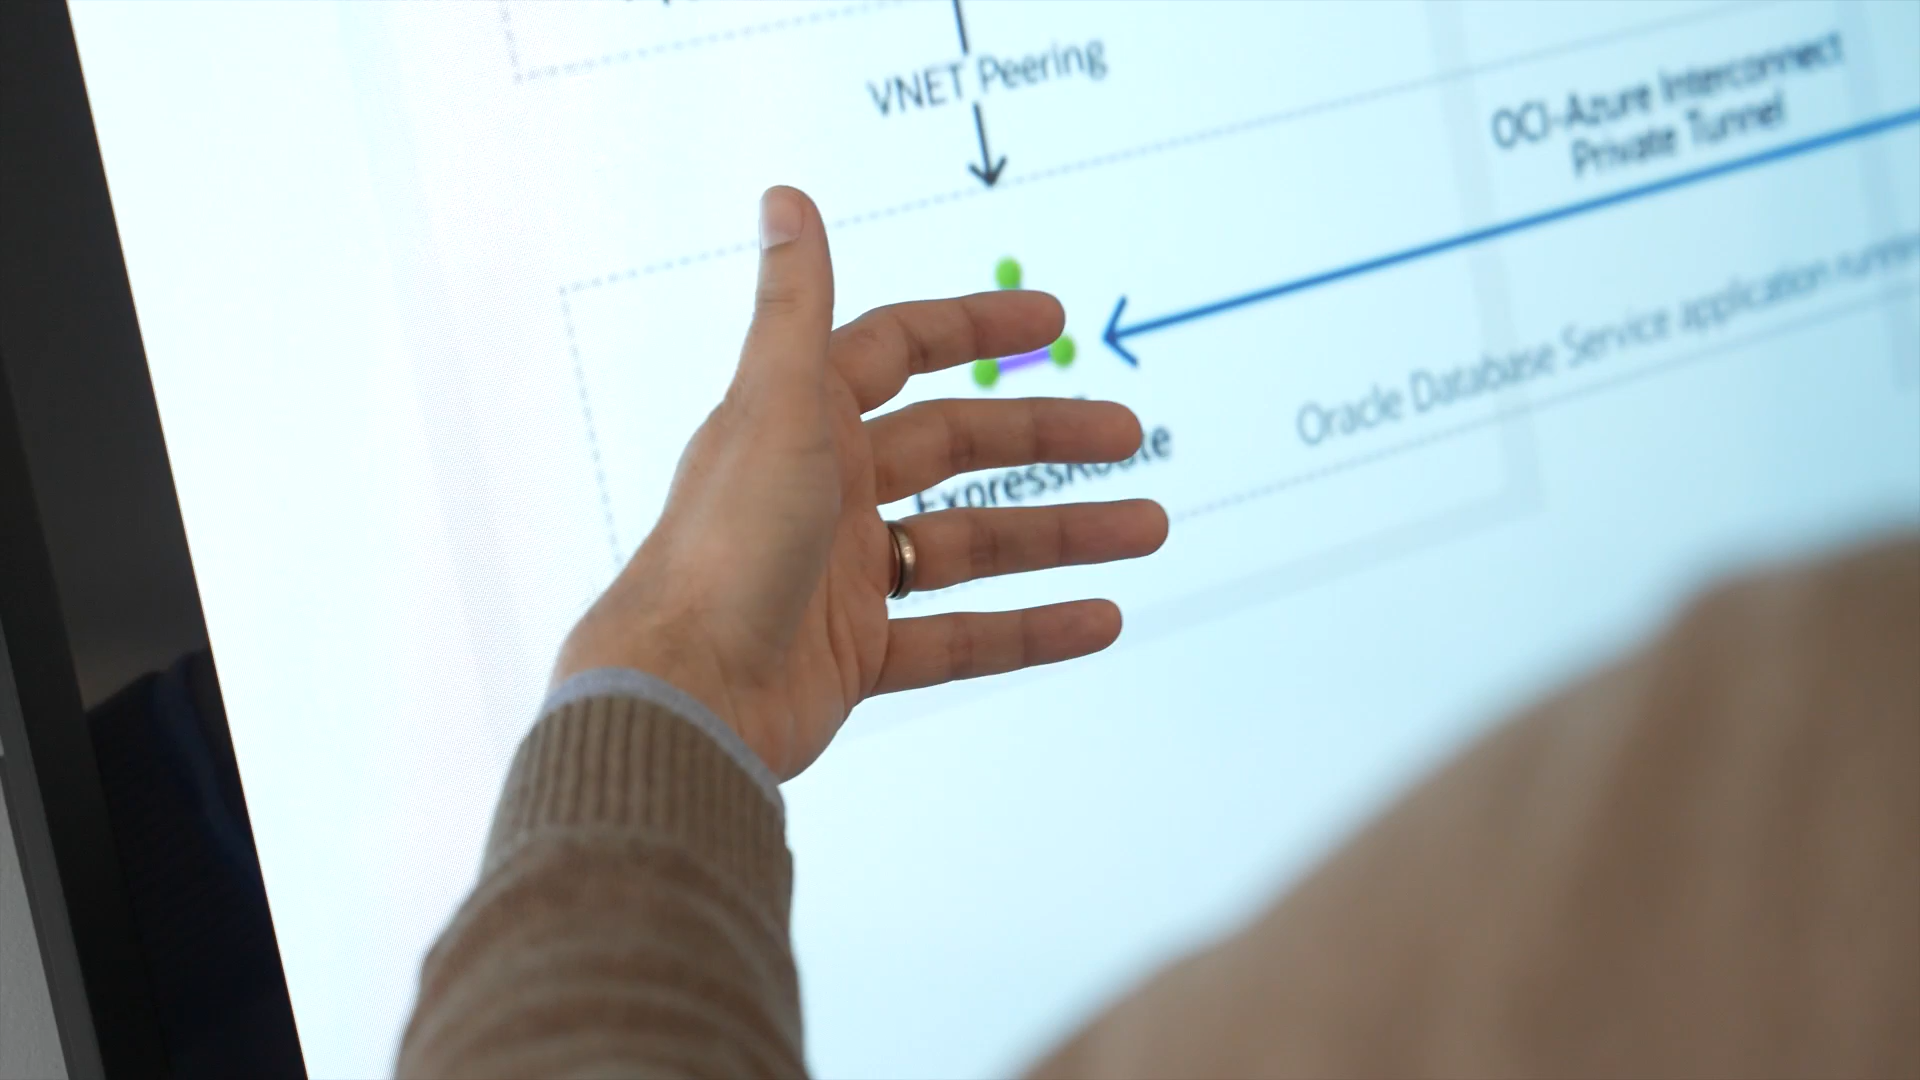 VNET Peering
OCI-Azure Interconnect
Private Tunnel
Oracle Database Service application
ExpressRoute